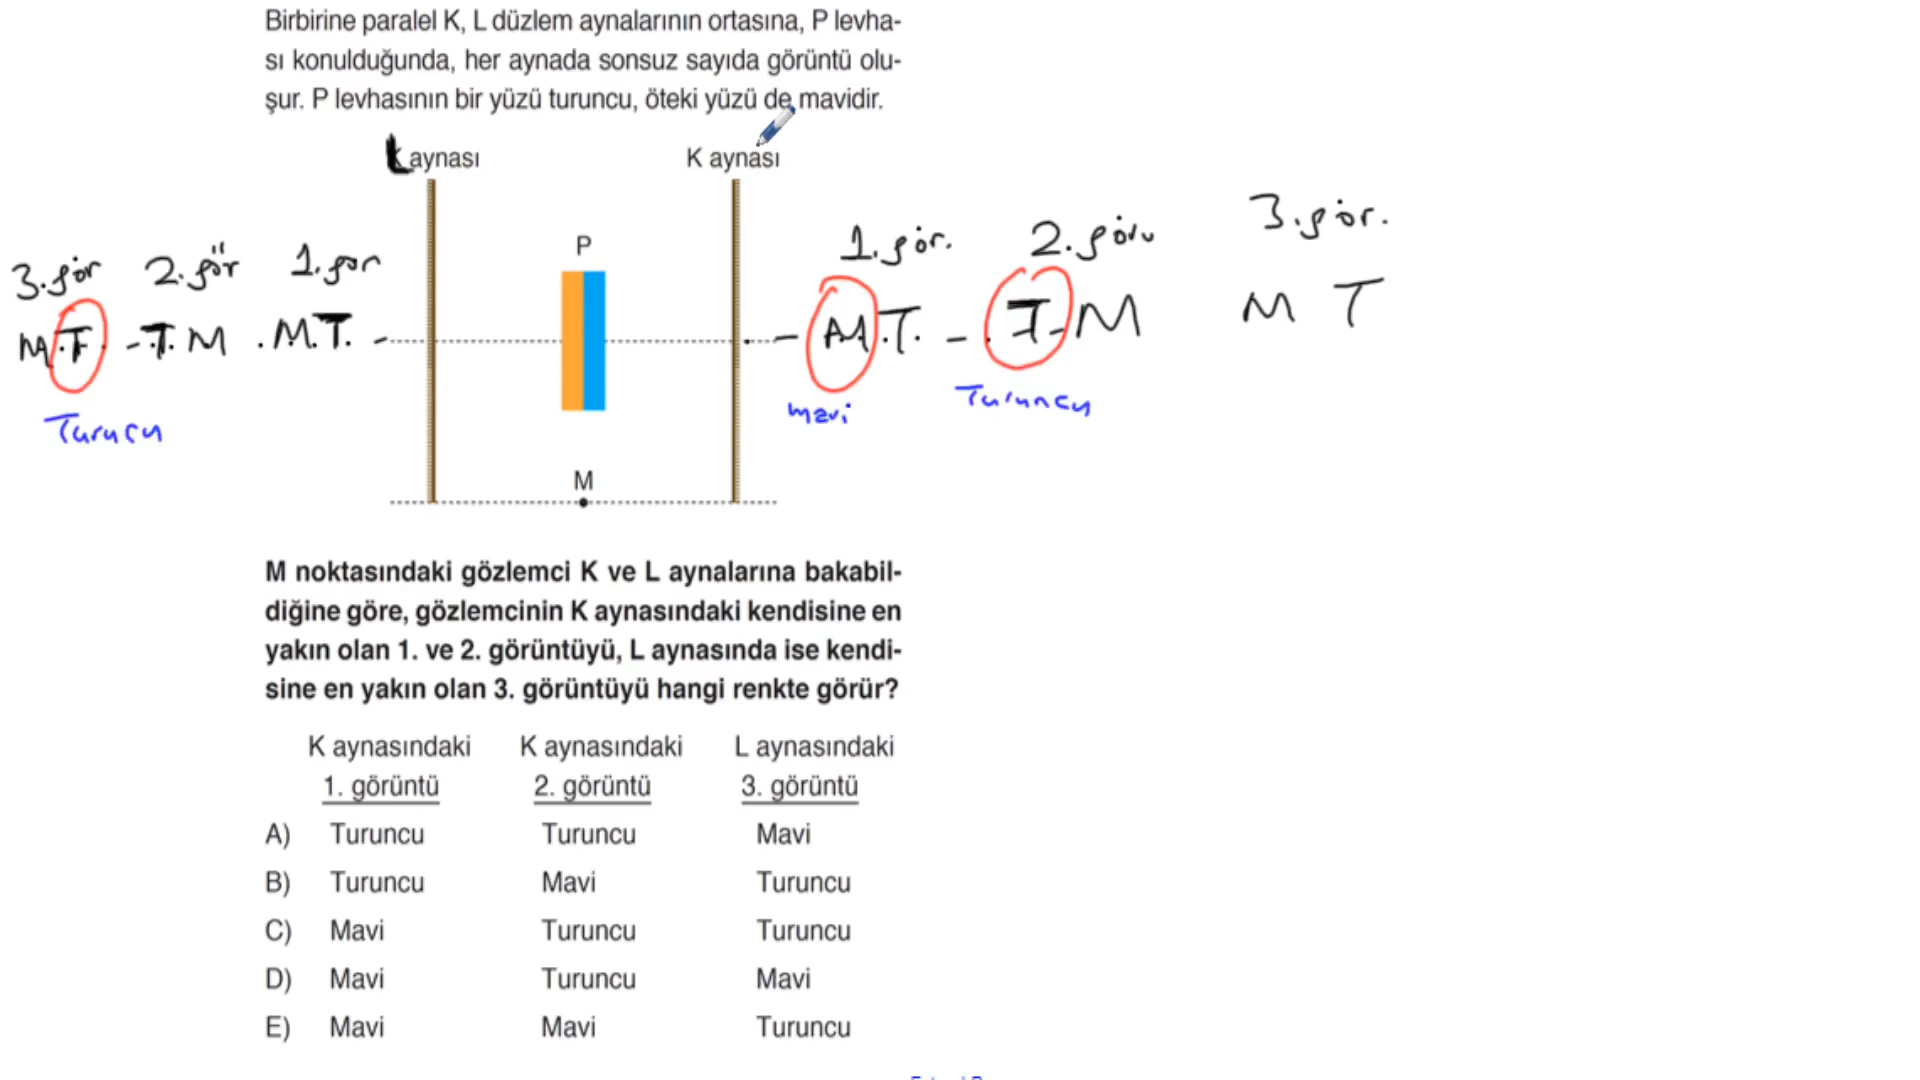 Birbirine paralel K, L düzlem aynalarının ortasına, P levha-
sı konulduğunda, her aynada sonsuz sayıda görüntü olu-
şur. P levhasının bir yüzü turuncu, öteki yüzü de mavidir.
L aynası K aynası
P
3.gör 2.gör 1.gör 1.gör. 2.görü 3.gör.
M.T. - T.M . M.T. - - M.T. - . T-M M T
Turucu mavi Turuncu
M
M noktasındaki gözlemci K ve L aynalarına bakabil-
diğine göre, gözlemcinin K aynasındaki kendisine en
yakın olan 1. ve 2. görüntüyü, L aynasında ise kendi-
sine en yakın olan 3. görüntüyü hangi renkte görür?
K aynasındaki K aynasındaki L aynasındaki
1. görüntü 2. görüntü 3. görüntü
A) Turuncu Turuncu Mavi
B) Turuncu Mavi Turuncu
C) Mavi Turuncu Turuncu
D) Mavi Turuncu Mavi
E) Mavi Mavi Turuncu